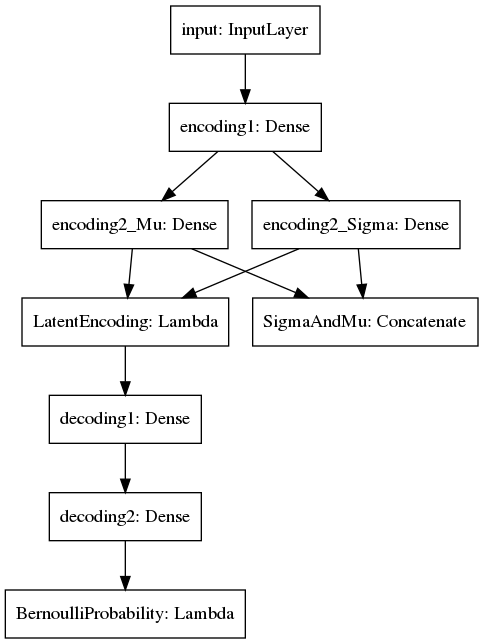 input: InputLayer
encoding1: Dense
encoding2_Mu: Dense
encoding2_Sigma: Dense
LatentEncoding: Lambda
SigmaAndMu: Concatenate
decoding1: Dense
decoding2: Dense
BernoulliProbability: Lambda